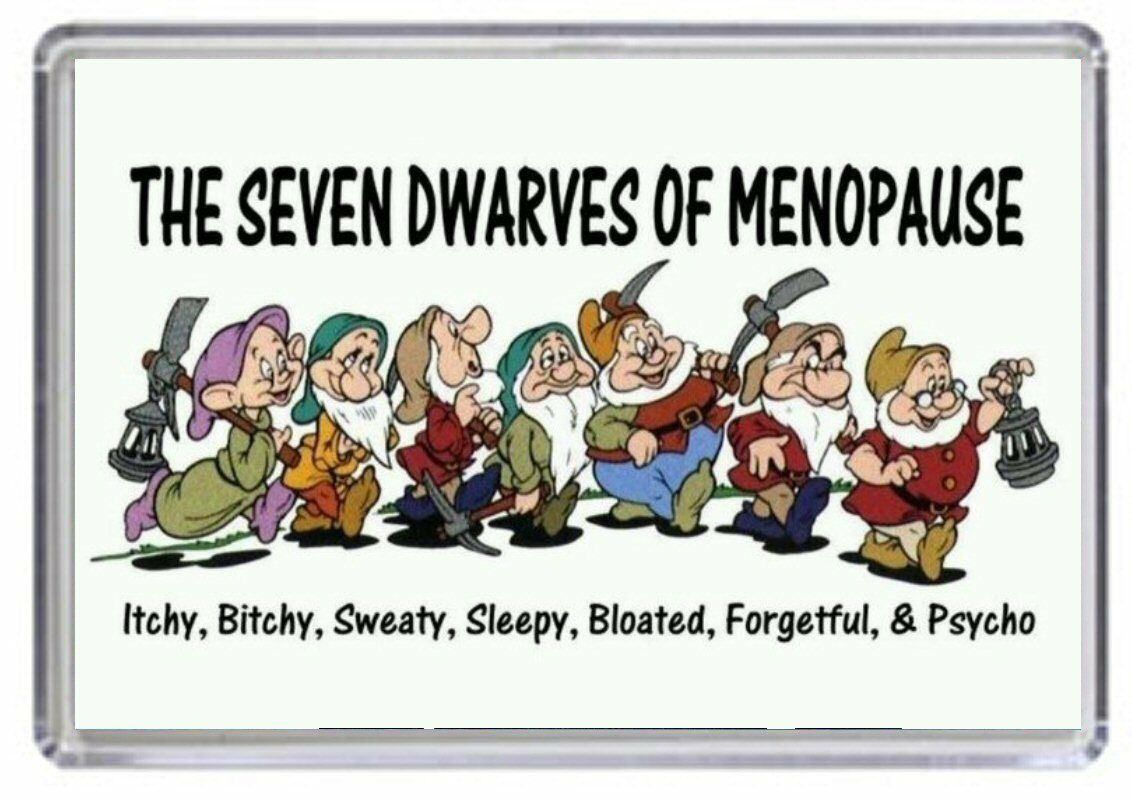 THE SEVEN DWARVES OF MENOPAUSE
Itchy, Bitchy, Sweaty, Sleepy, Bloated, Forgetful, & Psycho